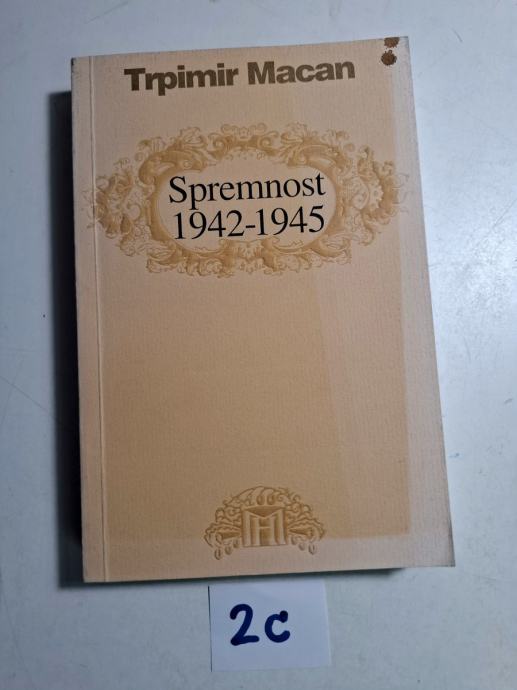 Trpimir Macan
Spremnost
1942-1945
2c